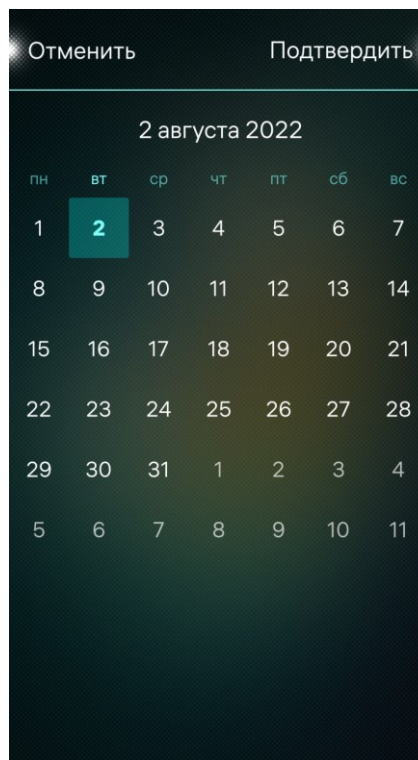 Отменить Подтвердить
2 августа 2022
пн вт ср чт пт сб вс
1 2 3 4 5 6 7
8 9 10 11 12 13 14
15 16 17 18 19 20 21
22 23 24 25 26 27 28
29 30 31 1 2 3 4
5 6 7 8 9 10 11